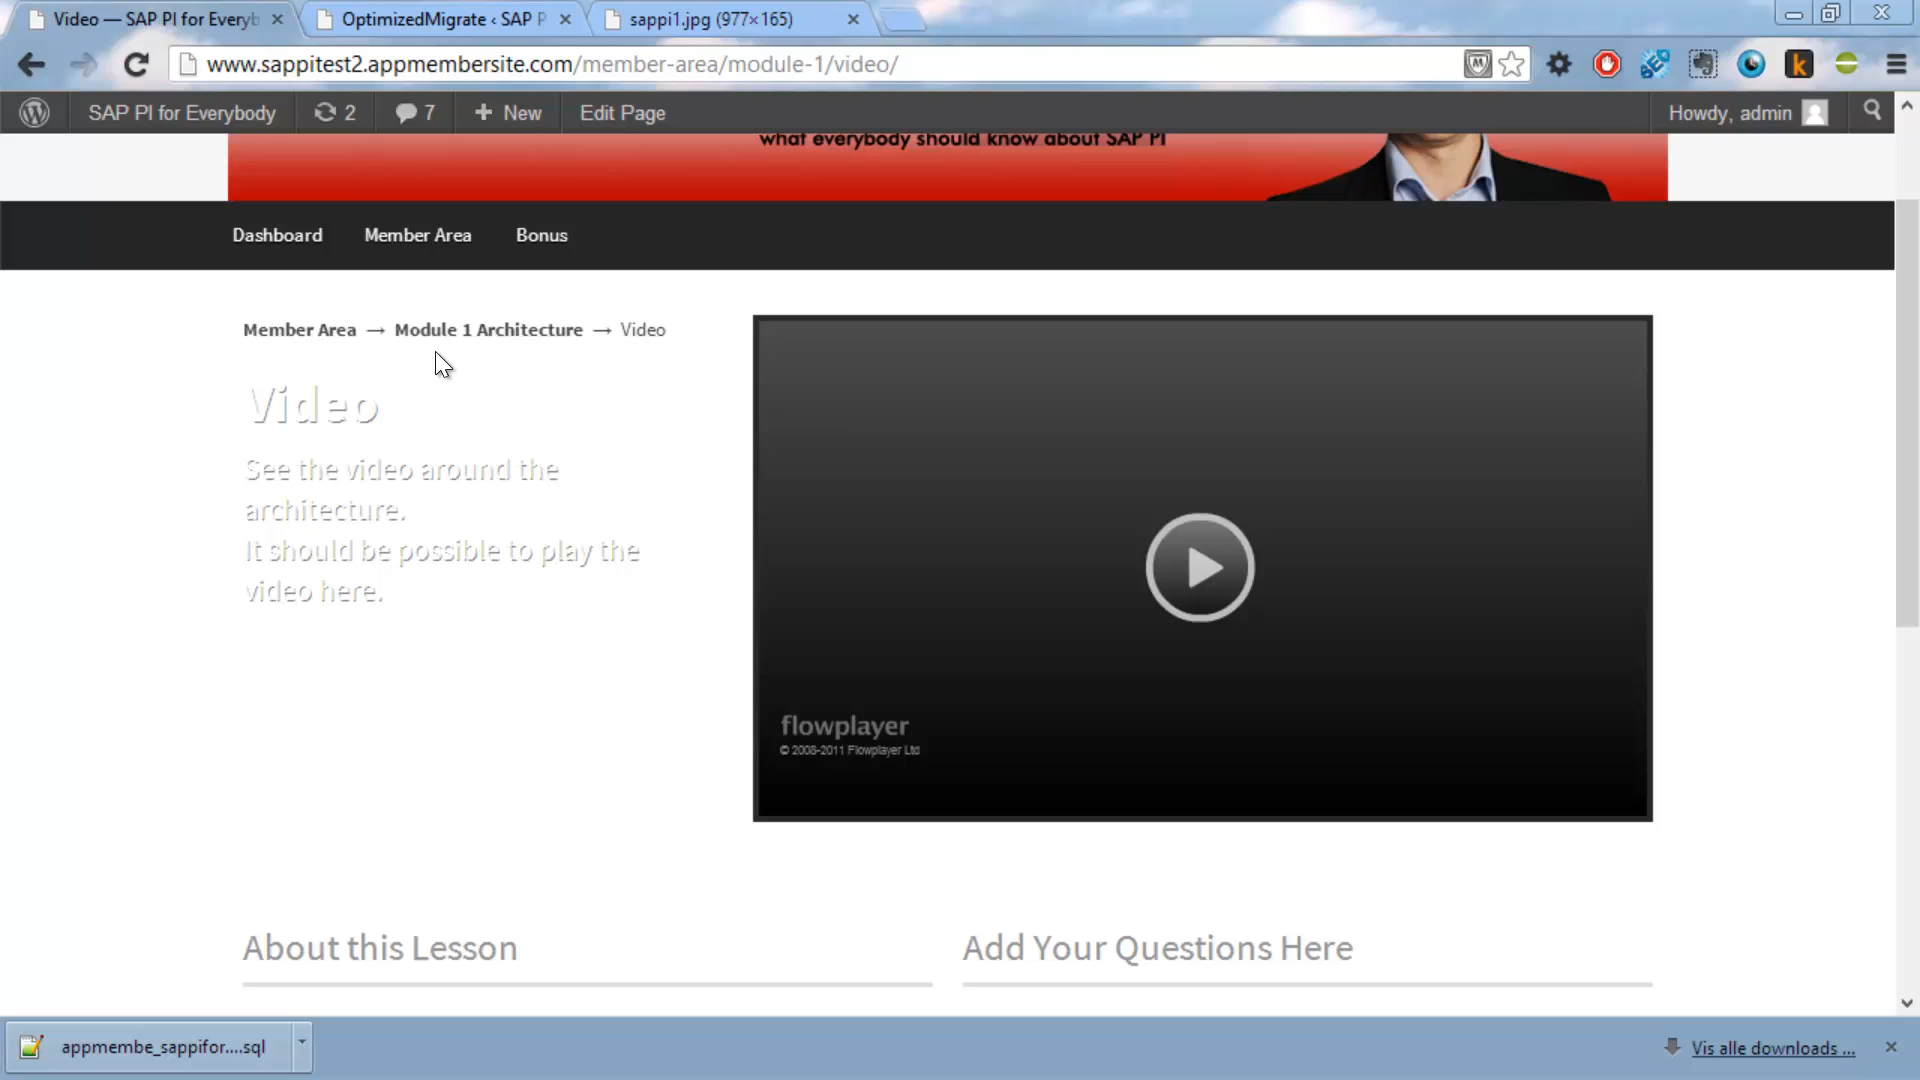 Video — SAP PI for Everyb
OptimizedMigrate ‹ SAP P
sappi1.jpg (977×165)
www.sappitest2.appmembersite.com/member-area/module-1/video/
SAP PI for Everybody
2
7
+ New
Edit Page
Howdy, admin
what everybody should know about SAP PI
Dashboard
Member Area
Bonus
Member Area → Module 1 Architecture → Video
Video
See the video around the
architecture.
It should be possible to play the
video here.
flowplayer
© 2008-2011 Flowplayer Ltd
About this Lesson
Add Your Questions Here
appmembe_sappifor....sql
Vis alle downloads ...